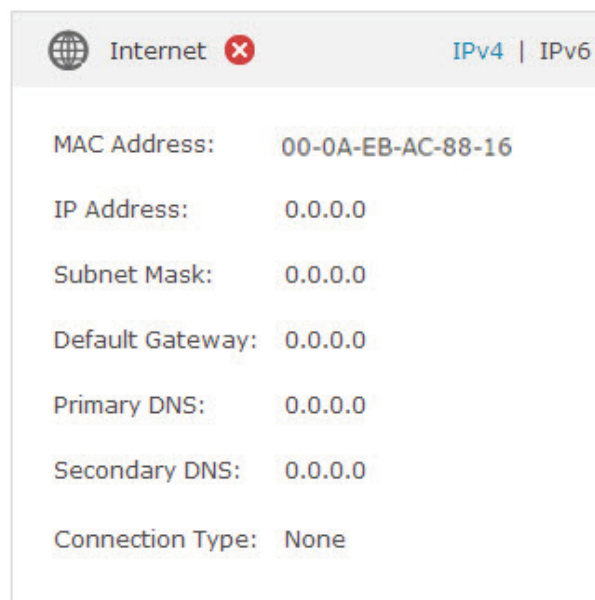 Internet IPv4 | IPv6
MAC Address: 00-0A-EB-AC-88-16
IP Address: 0.0.0.0
Subnet Mask: 0.0.0.0
Default Gateway: 0.0.0.0
Primary DNS: 0.0.0.0
Secondary DNS: 0.0.0.0
Connection Type: None